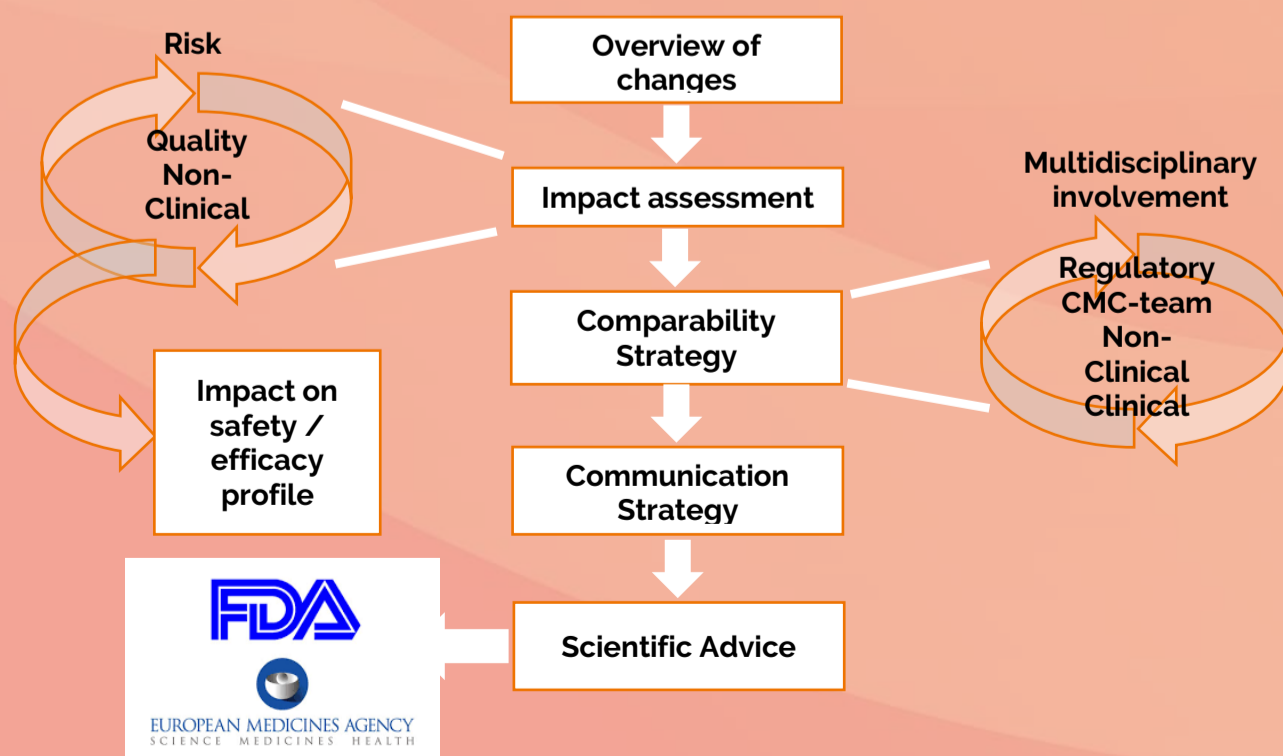 Risk
Quality
Non-
Clinical
Overview of
changes
Impact assessment
Comparability
Strategy
Communication
Strategy
Scientific Advice
Multidisciplinary
involvement
Regulatory
CMC-team
Non-
Clinical
Clinical
Impact on
safety /
efficacy
profile
FDA
EUROPEAN MEDICINES AGENCY
SCIENCE MEDICINES HEALTH